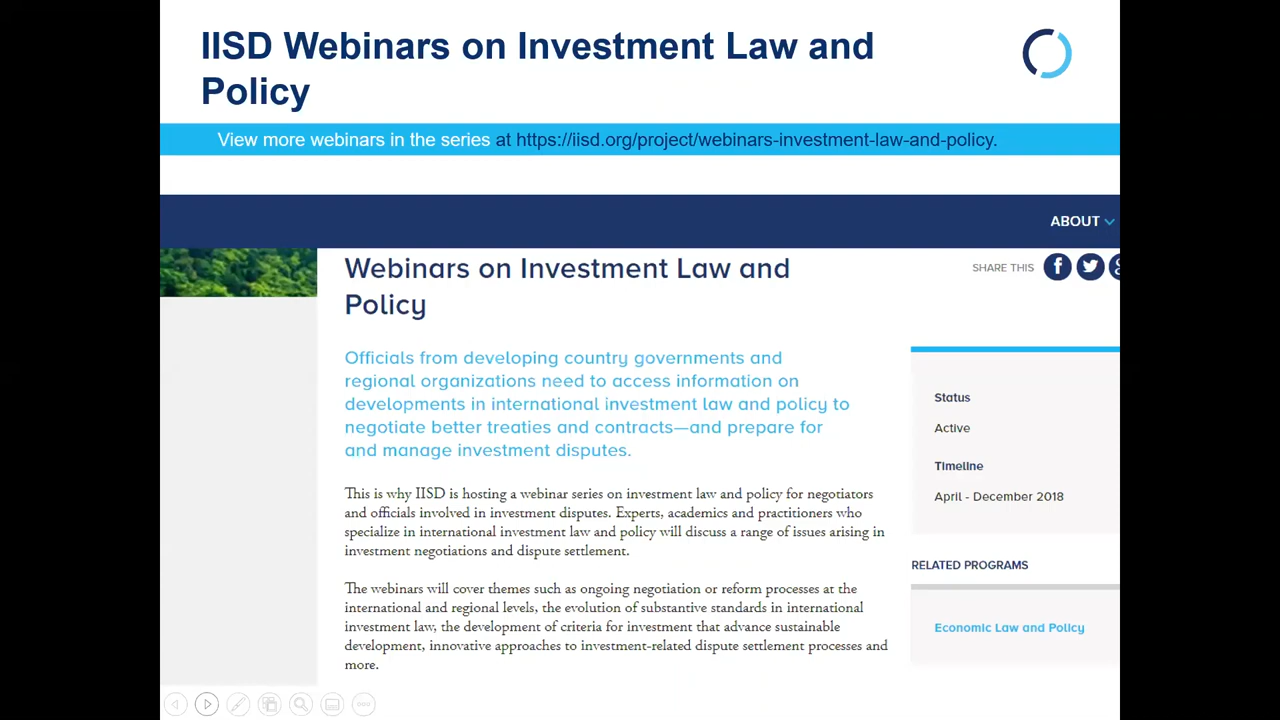 IISD Webinars on Investment Law and
Policy
View more webinars in the series at https://iisd.org/project/webinars-investment-law-and-policy.
ABOUT
Webinars on Investment Law and
Policy
SHARE THIS
Officials from developing country governments and
regional organizations need to access information on
developments in international investment law and policy to
negotiate better treaties and contracts—and prepare for
and manage investment disputes.
Status
Active
Timeline
April - December 2018
This is why IISD is hosting a webinar series on investment law and policy for negotiators
and officials involved in investment disputes. Experts, academics and practitioners who
specialize in international investment law and policy will discuss a range of issues arising in
investment negotiations and dispute settlement.
RELATED PROGRAMS
Economic Law and Policy
The webinars will cover themes such as ongoing negotiation or reform processes at the
international and regional levels, the evolution of substantive standards in international
investment law, the development of criteria for investment that advance sustainable
development, innovative approaches to investment-related dispute settlement processes and
more.